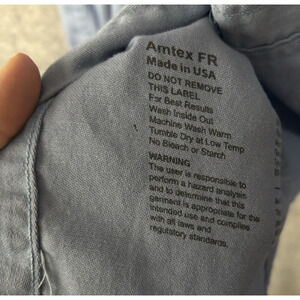 Amtex FR
Made in USA
DO NOT REMOVE
THIS LABEL
For Best Results
Wash Inside Out
Machine Wash Warm
Tumble Dry at Low Temp
No Bleach or Starch
WARNING
The user is responsible to
perform a hazard analysis
and to determine that this
garment is appropriate for the
intended use and complies
with all laws and
regulatory standards.